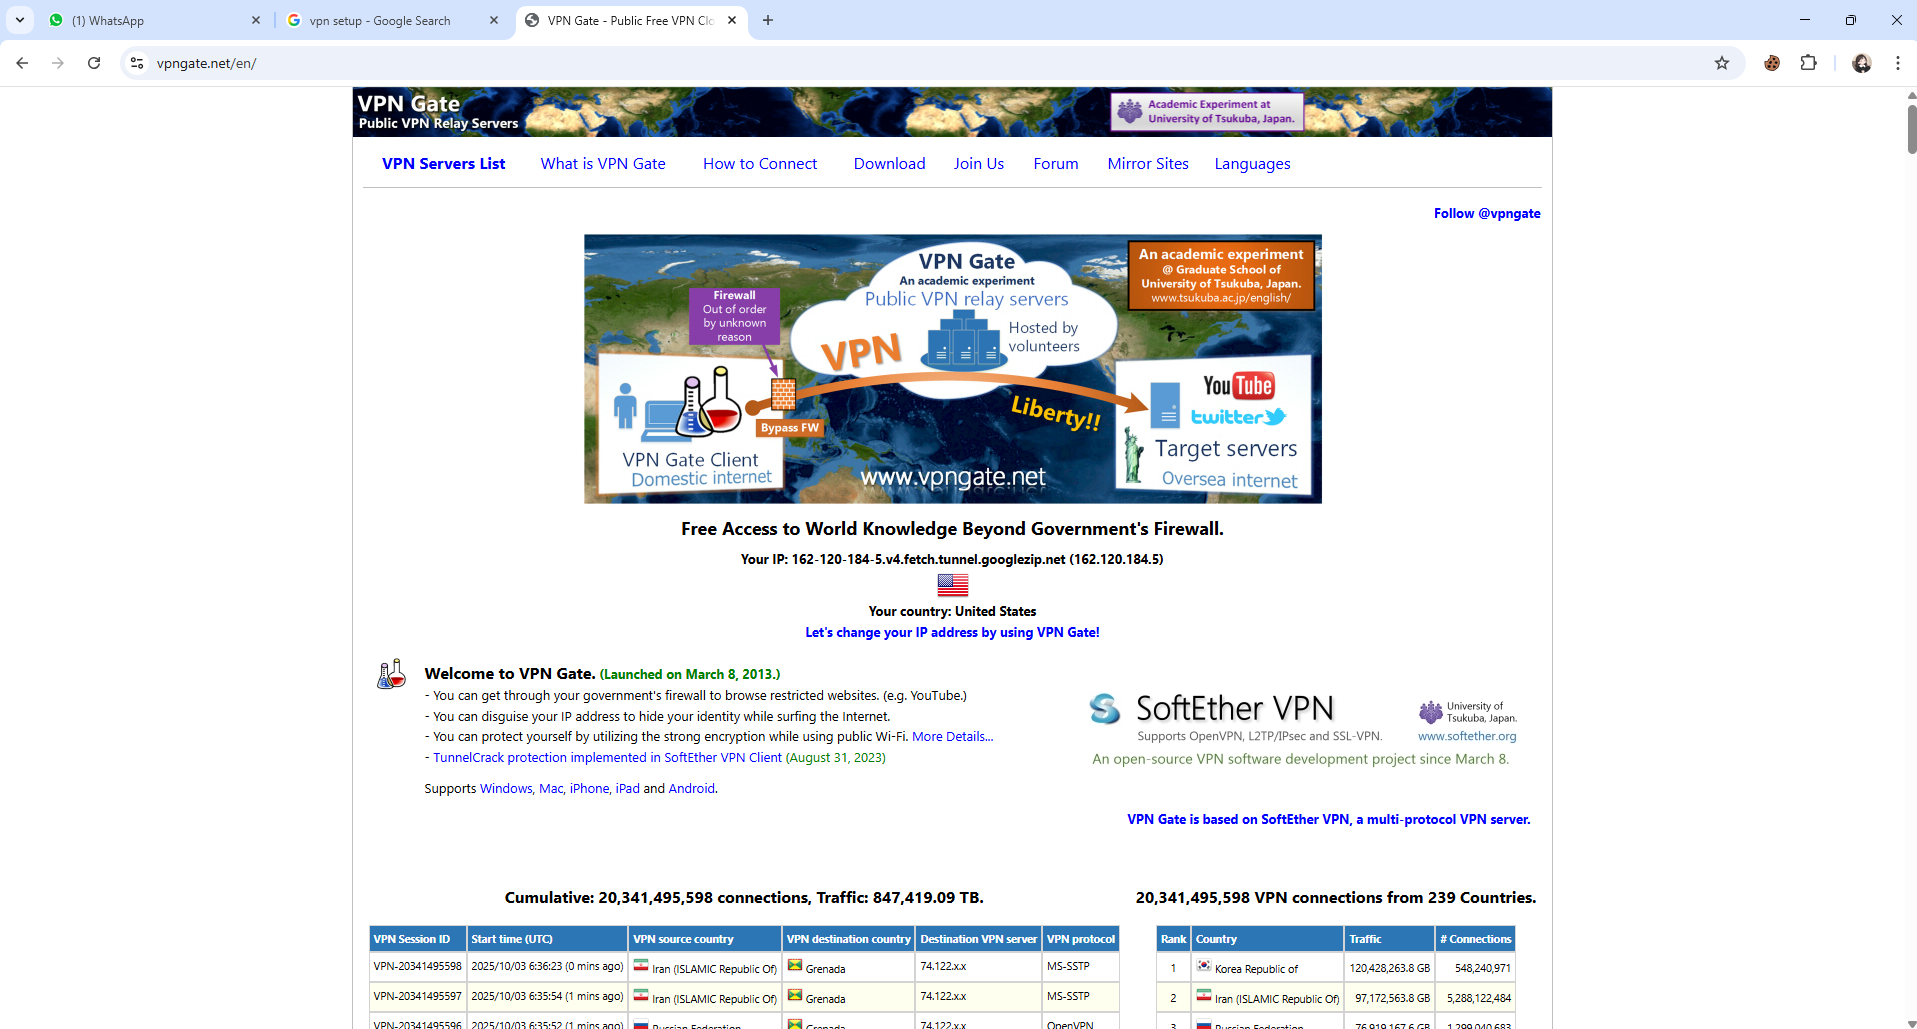 (1) WhatsApp
vpn setup - Google Search
VPN Gate - Public Free VPN Clo
vpngate.net/en/
VPN Gate
Public VPN Relay Servers
Academic Experiment at
University of Tsukuba, Japan.
VPN Servers List What is VPN Gate How to Connect Download Join Us Forum Mirror Sites Languages
Follow @vpngate
VPN Gate
An academic experiment
Public VPN relay servers
Hosted by
volunteers
An academic experiment
@ Graduate School of
University of Tsukuba, Japan.
www.tsukuba.ac.jp/english/
Firewall
Out of order
by unknown
reason
VPN
Liberty!!
Bypass FW
VPN Gate Client
Domestic internet
www.vpngate.net
YouTube
twitter
Target servers
Oversea internet
Free Access to World Knowledge Beyond Government's Firewall.
Your IP: 162-120-184-5.v4.fetch.tunnel.googlezip.net (162.120.184.5)
Your country: United States
Let's change your IP address by using VPN Gate!
Welcome to VPN Gate. (Launched on March 8, 2013.)
- You can get through your government's firewall to browse restricted websites. (e.g. YouTube.)
- You can disguise your IP address to hide your identity while surfing the Internet.
- You can protect yourself by utilizing the strong encryption while using public Wi-Fi. More Details...
- TunnelCrack protection implemented in SoftEther VPN Client (August 31, 2023)
Supports Windows, Mac, iPhone, iPad and Android.
SoftEther VPN
Supports OpenVPN, L2TP/IPsec and SSL-VPN.
University of
Tsukuba, Japan.
www.softether.org
An open-source VPN software development project since March 8.
VPN Gate is based on SoftEther VPN, a multi-protocol VPN server.
Cumulative: 20,341,495,598 connections, Traffic: 847,419.09 TB.
VPN Session ID Start time (UTC) VPN source country VPN destination country Destination VPN server VPN protocol
VPN-20341495598 2025/10/03 6:36:23 (0 mins ago) Iran (ISLAMIC Republic Of) Grenada 74.122.x.x MS-SSTP
VPN-20341495597 2025/10/03 6:35:54 (1 mins ago) Iran (ISLAMIC Republic Of) Grenada 74.122.x.x MS-SSTP
VPN-20341495596 2025/10/03 6:35:52 (1 mins ago) Russian Federation Grenada 74.122.x.x OpenVPN
20,341,495,598 VPN connections from 239 Countries.
Rank Country Traffic # Connections
1 Korea Republic of 120,428,263.8 GB 548,240,971
2 Iran (ISLAMIC Republic Of) 97,172,563.8 GB 5,288,122,484
3 Russian Federation 76,919,167.6 GB 1,299,040,683